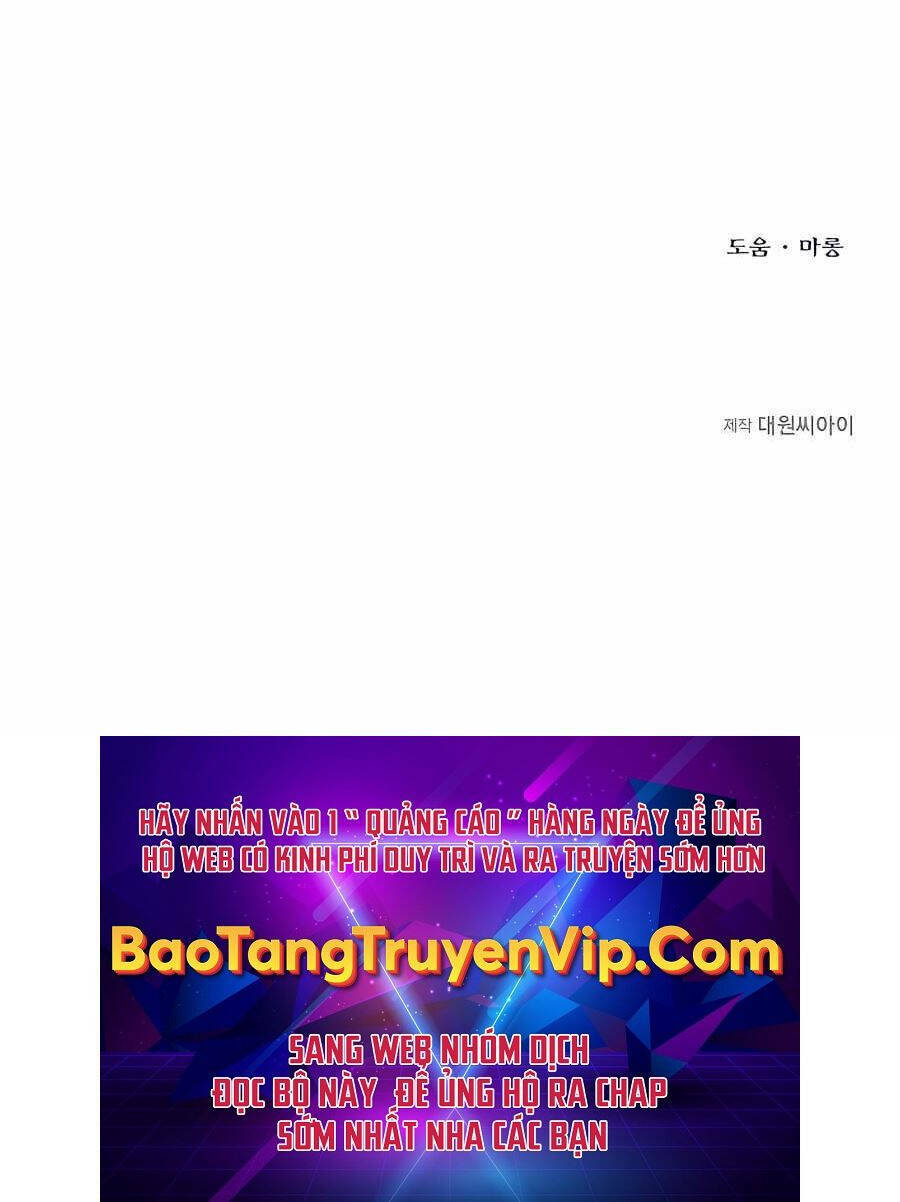 도움 · 마롱
제작 대원씨아이
HÃY NHẤN VÀO 1 “ QUẢNG CÁO ” HÀNG NGÀY ĐỂ ỦNG
HỘ WEB CÓ KINH PHÍ DUY TRÌ VÀ RA TRUYỆN SỚM HƠN
BaoTangTruyenVip.Com
SANG WEB NHÓM DỊCH
ĐỌC BỘ NÀY ĐỂ ỦNG HỘ RA CHAP
SỚM NHẤT NHA CÁC BẠN